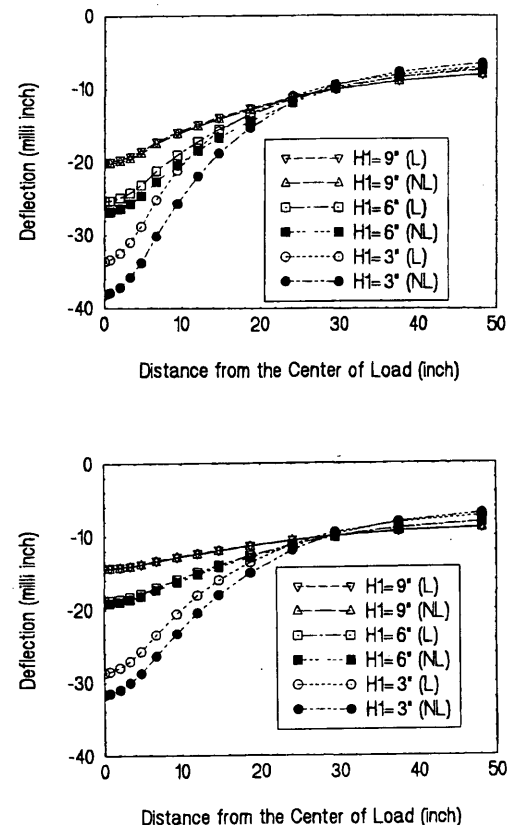 0
-10
-20
-30
-40
Deflection (milli inch)
H1= 9" (L)
H1= 9" (NL)
H1= 6" (L)
H1= 6" (NL)
H1= 3" (L)
H1= 3" (NL)
0 10 20 30 40 50
Distance from the Center of Load (inch)
0
-10
-20
-30
-40
Deflection (milli inch)
H1= 9" (L)
H1= 9" (NL)
H1= 6" (L)
H1= 6" (NL)
H1= 3" (L)
H1= 3" (NL)
0 10 20 30 40 50
Distance from the Center of Load (inch)